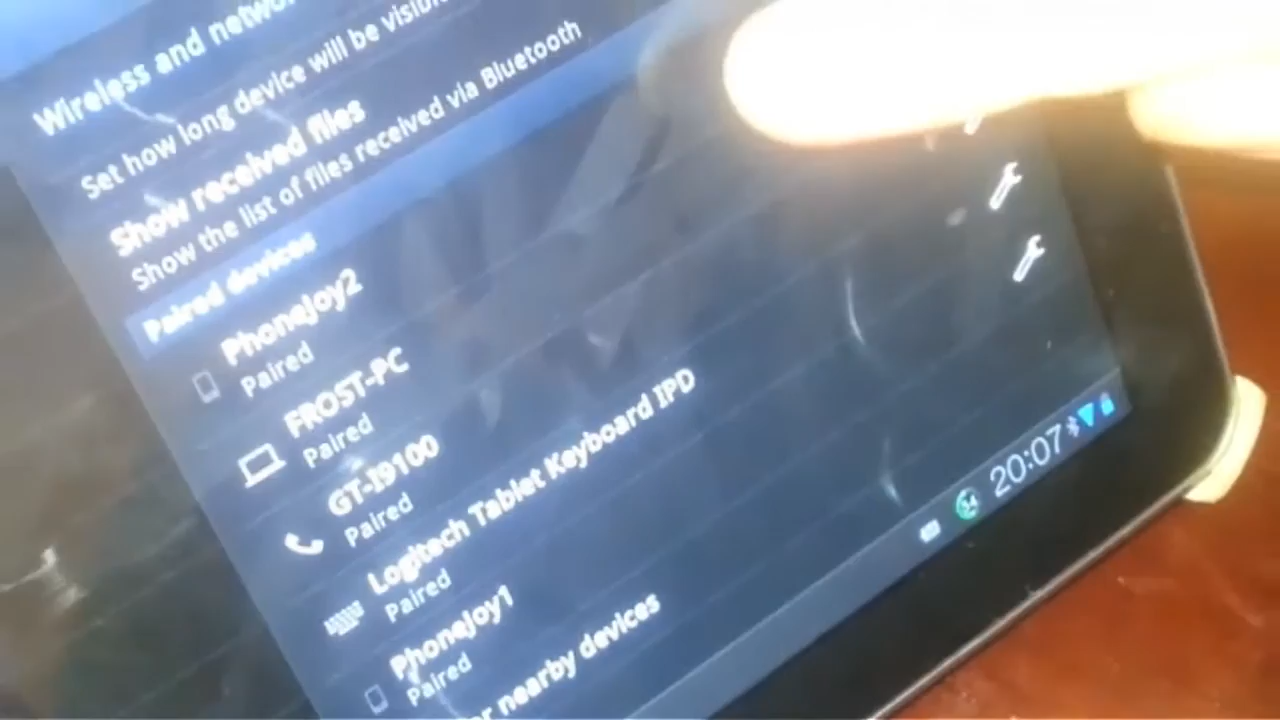 Wireless and
Set how long device will be
Show received files
Show the list of files received via Bluetooth
Paired devices
PhoneJoy2
Paired
FROST-PC
Paired
GT-I9100
Paired
Logitech Tablet Keyboard IPD
Paired
PhoneJoy1
Paired
nearby devices
20:07